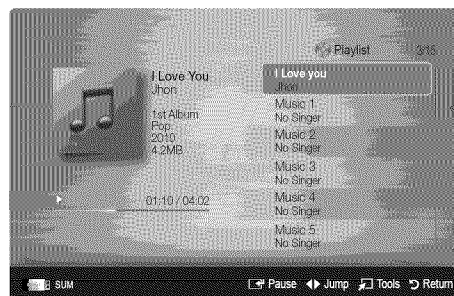 Playlist 3/15
I Love You
Jhon
1st Album
Pop
2010
4.2MB
01:10 / 04:02
I Love you
Jhon
Music 1
No Singer
Music 2
No Singer
Music 3
No Singer
Music 4
No Singer
Music 5
No Singer
SUM
Pause Jump Tools Return